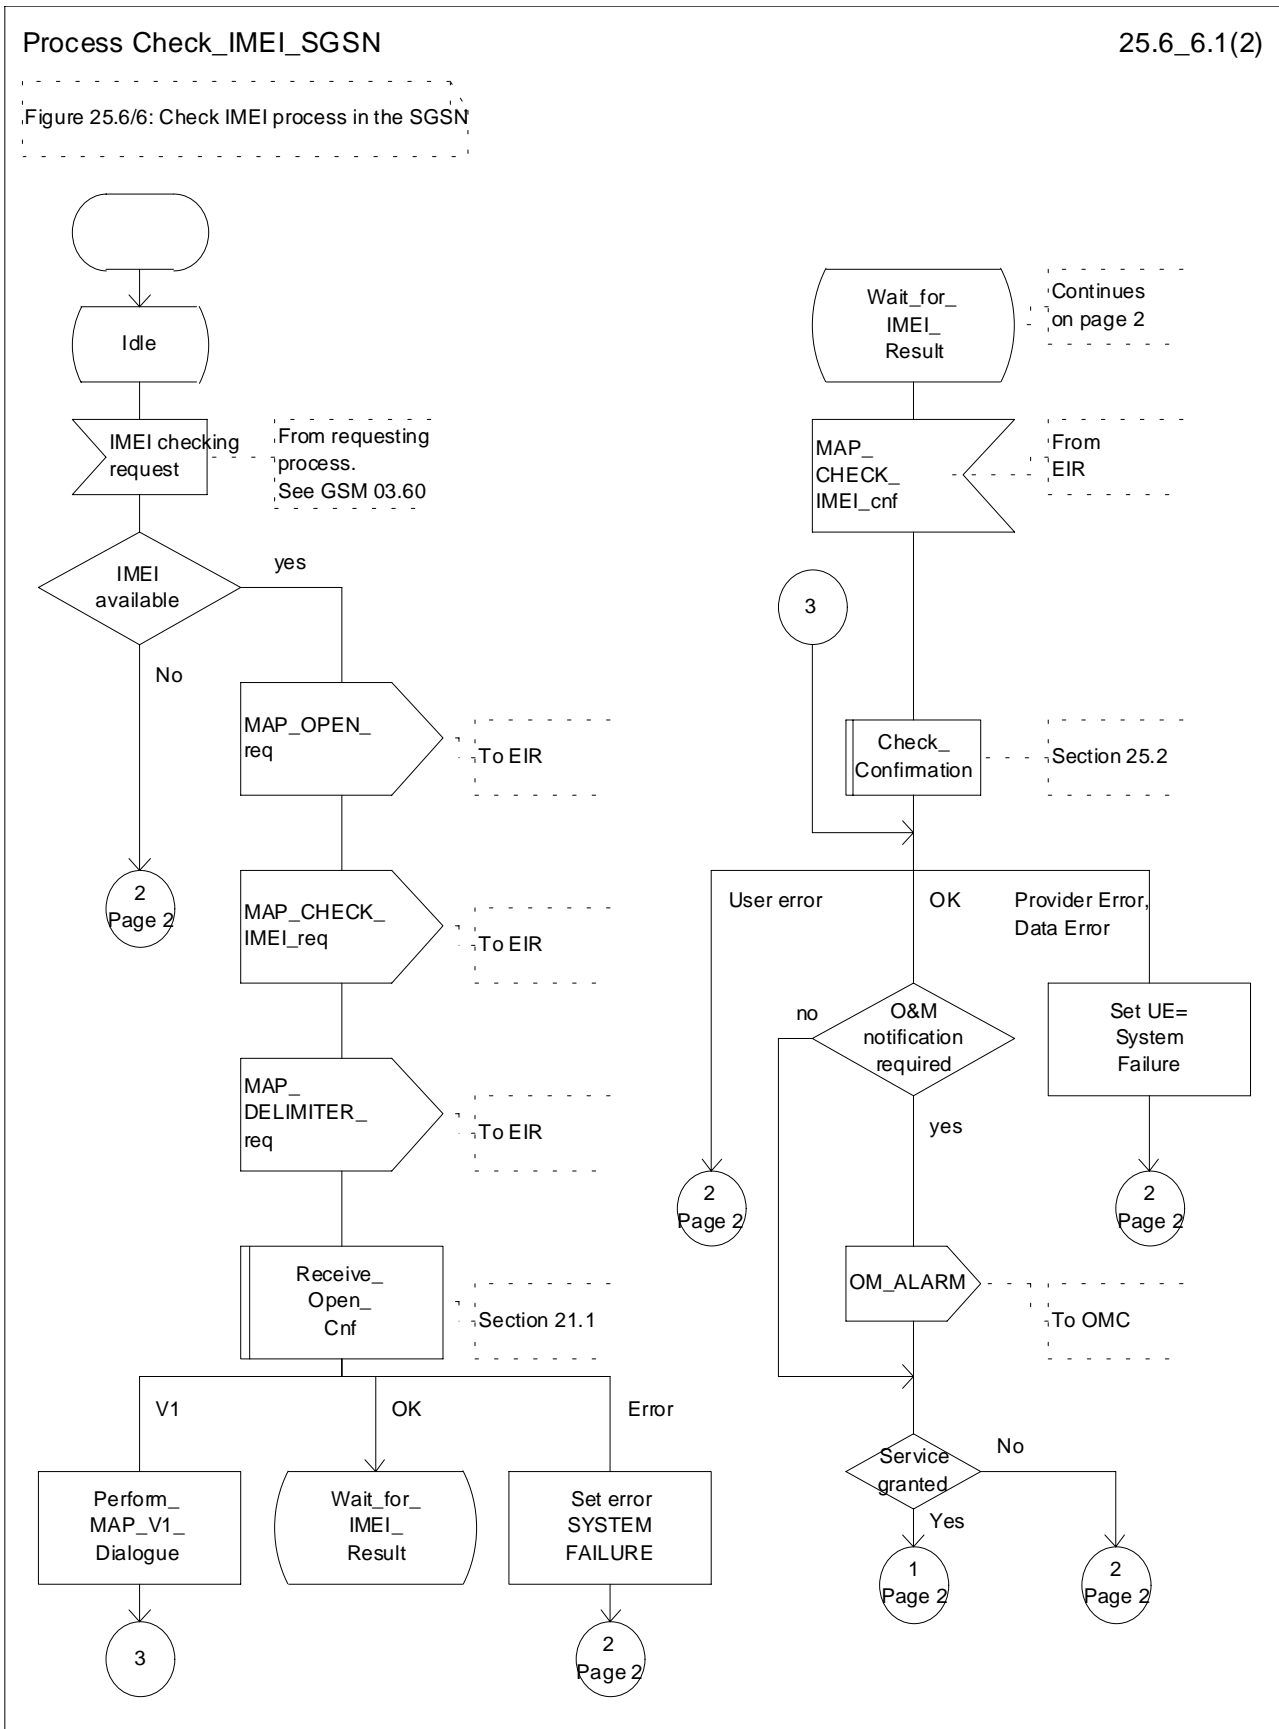 Process Check_IMEI_SGSN
25.6_6.1(2)
Figure 25.6/6: Check IMEI process in the SGSN
Idle
IMEI checking
request
From requesting
process.
See GSM 03.60
IMEI
available
yes
No
2
Page 2
MAP_OPEN_
req
To EIR
MAP_CHECK_
IMEI_req
To EIR
MAP_
DELIMITER_
req
To EIR
Receive_
Open_
Cnf
Section 21.1
V1
OK
Error
Perform_
MAP_V1_
Dialogue
Wait_for_
IMEI_
Result
Set error
SYSTEM
FAILURE
3
2
Page 2
Wait_for_
IMEI_
Result
Continues
on page 2
MAP_
CHECK_
IMEI_cnf
From
EIR
3
Check_
Confirmation
Section 25.2
User error
OK
Provider Error,
Data Error
no
O&M
notification
required
Set UE=
System
Failure
yes
2
Page 2
2
Page 2
OM_ALARM
To OMC
Service
granted
No
Yes
1
Page 2
2
Page 2